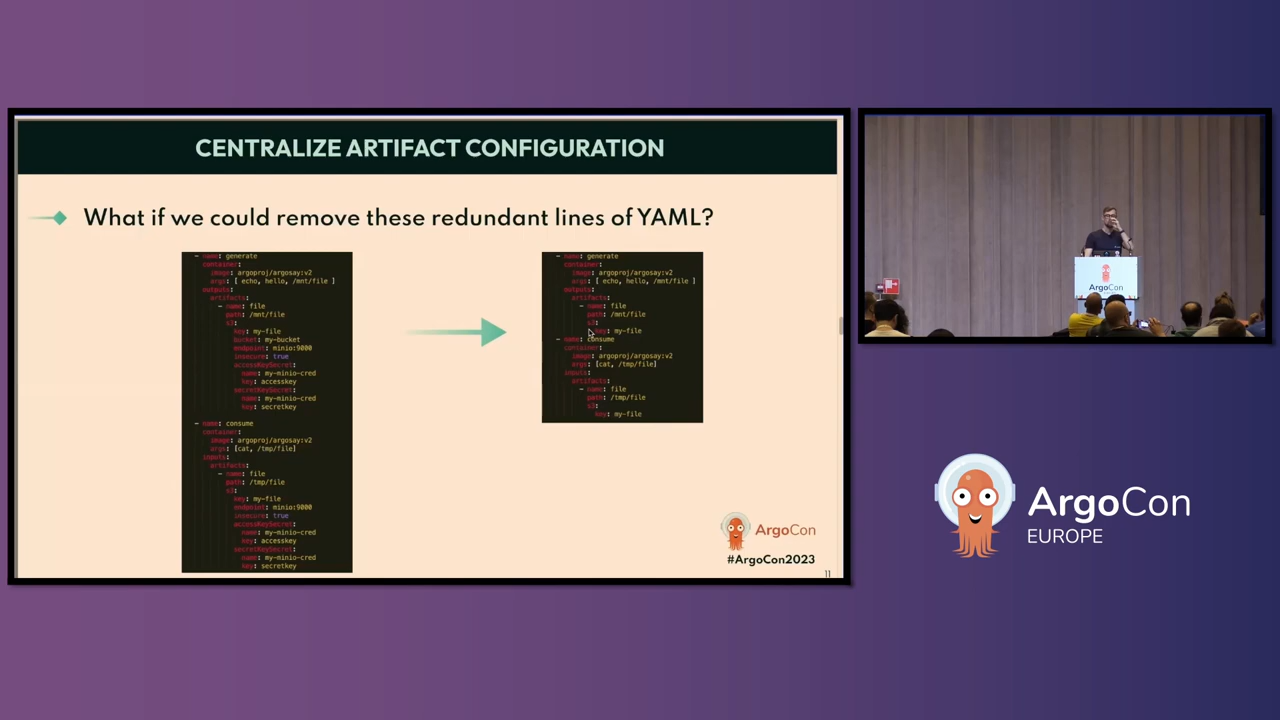 CENTRALIZE ARTIFACT CONFIGURATION
What if we could remove these redundant lines of YAML?
- name: generate
container:
image: argoproj/argosay:v2
args: [ echo, hello, /mnt/file ]
outputs:
artifacts:
- name: file
path: /mnt/file
s3:
key: my-file
bucket: my-bucket
endpoint: minio:9000
insecure: true
accessKeySecret:
name: my-minio-cred
key: accesskey
secretKeySecret:
name: my-minio-cred
key: secretkey
- name: consume
container:
image: argoproj/argosay:v2
args: [cat, /tmp/file]
inputs:
artifacts:
- name: file
path: /tmp/file
s3:
key: my-file
endpoint: minio:9000
insecure: true
accessKeySecret:
name: my-minio-cred
key: accesskey
secretKeySecret:
name: my-minio-cred
key: secretkey
- name: generate
container:
image: argoproj/argosay:v2
args: [ echo, hello, /mnt/file ]
outputs:
artifacts:
- name: file
path: /mnt/file
s3:
key: my-file
- name: consume
container:
image: argoproj/argosay:v2
args: [cat, /tmp/file]
inputs:
artifacts:
- name: file
path: /tmp/file
s3:
key: my-file
ArgoCon
#ArgoCon2023
11
ArgoCon
ArgoCon
EUROPE